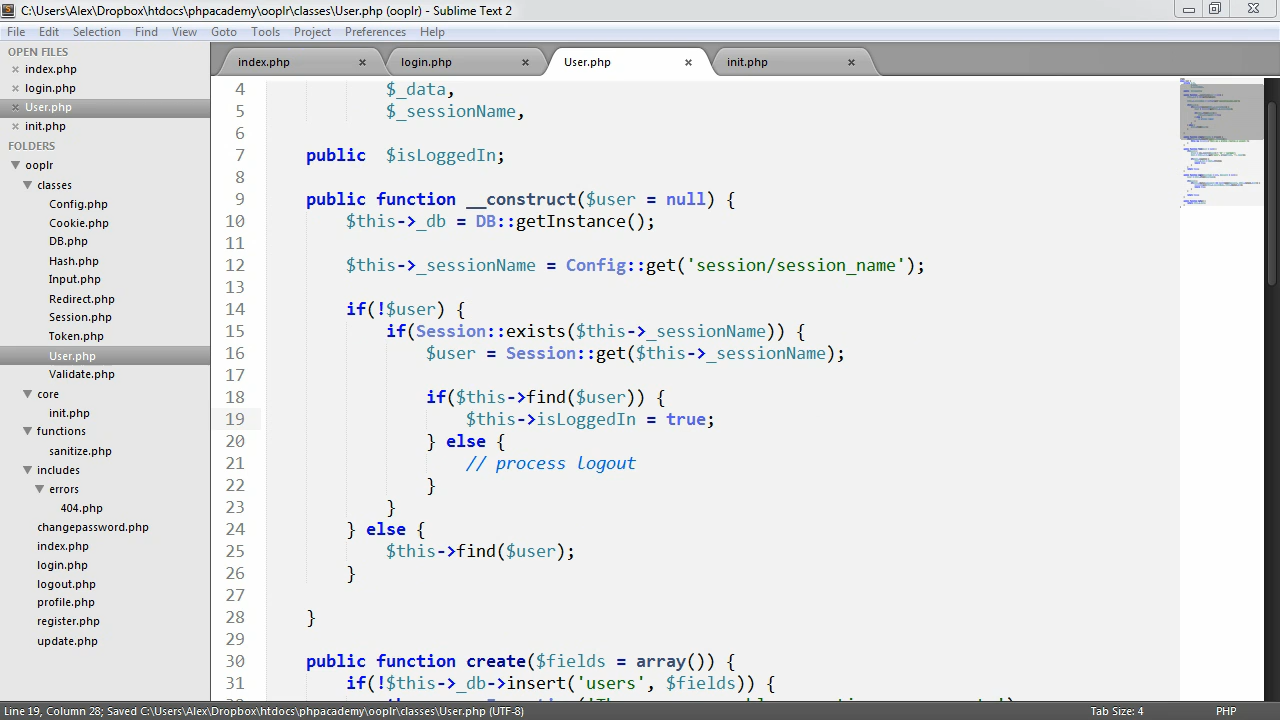 C:\Users\Alex\Dropbox\htdocs\phpacademy\ooplr\classes\User.php (ooplr) - Sublime Text 2
File Edit Selection Find View Goto Tools Project Preferences Help
OPEN FILES
index.php
login.php
User.php
init.php
FOLDERS
ooplr
classes
Config.php
Cookie.php
DB.php
Hash.php
Input.php
Redirect.php
Session.php
Token.php
User.php
Validate.php
core
init.php
functions
sanitize.php
includes
errors
404.php
changepassword.php
index.php
login.php
logout.php
profile.php
register.php
update.php
index.php login.php User.php init.php
4 $_data,
5 $_sessionName,
6
7 public $isLoggedIn;
8
9 public function __construct($user = null) {
10 $this->_db = DB::getInstance();
11
12 $this->_sessionName = Config::get('session/session_name');
13
14 if(!$user) {
15 if(Session::exists($this->_sessionName)) {
16 $user = Session::get($this->_sessionName);
17
18 if($this->find($user)) {
19 $this->isLoggedIn = true;
20 } else {
21 // process logout
22 }
23 }
24 } else {
25 $this->find($user);
26 }
27
28 }
29
30 public function create($fields = array()) {
31 if(!$this->_db->insert('users', $fields)) {
Line 19, Column 28; Saved C:\Users\Alex\Dropbox\htdocs\phpacademy\ooplr\classes\User.php (UTF-8) Tab Size: 4 PHP